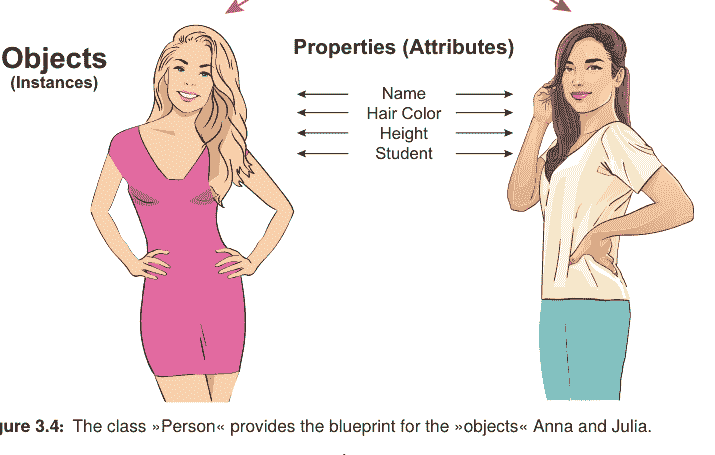 Objects
(Instances)
Properties (Attributes)
Name
Hair Color
Height
Student
gure 3.4: The class »Person« provides the blueprint for the »objects« Anna and Julia.